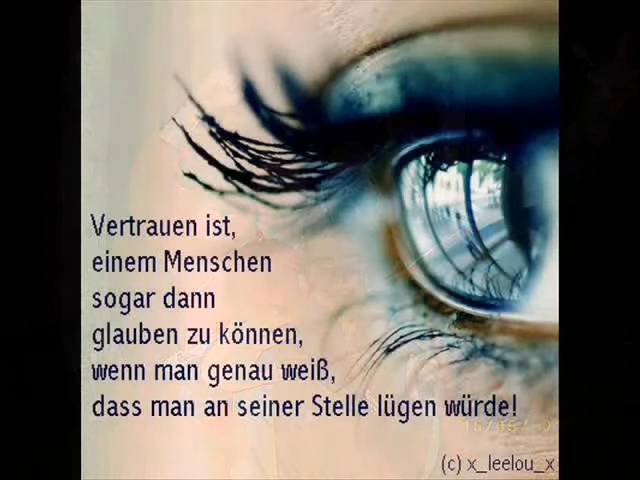 Vertrauen ist,
einem Menschen
sogar dann
glauben zu können,
wenn man genau weiß,
dass man an seiner Stelle lügen würde!
(c) x_leelou_x